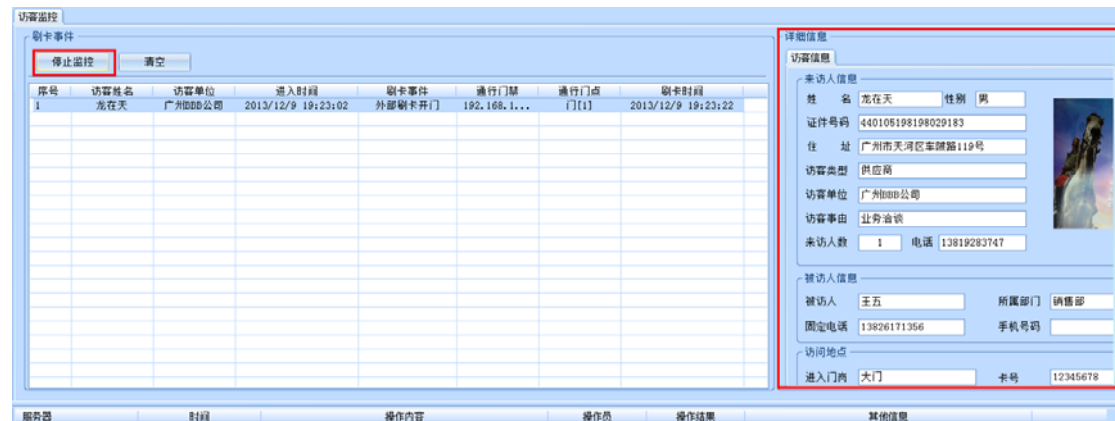 访客监控
刷卡事件
停止监控 清空
序号 访客姓名 访客单位 进入时间 刷卡事件 通行门禁 通行门点 刷卡时间
1 龙在天 广州BBB公司 2013/12/9 19:23:02 外部刷卡开门 192.168.1... 门[1] 2013/12/9 19:23:22
详细信息
访客信息
来访人信息
姓 名 龙在天 性别 男
证件号码 440105198198029183
住 址 广州市天河区车陂路119号
访客类型 供应商
访客单位 广州BBB公司
访客事由 业务洽谈
来访人数 1 电话 13819283747
被访人信息
被访人 王五 所属部门 销售部
固定电话 13826171356 手机号码
访问地点
进入门岗 大门 卡号 12345678
服务器 时间 操作内容 操作员 操作结果 其他信息